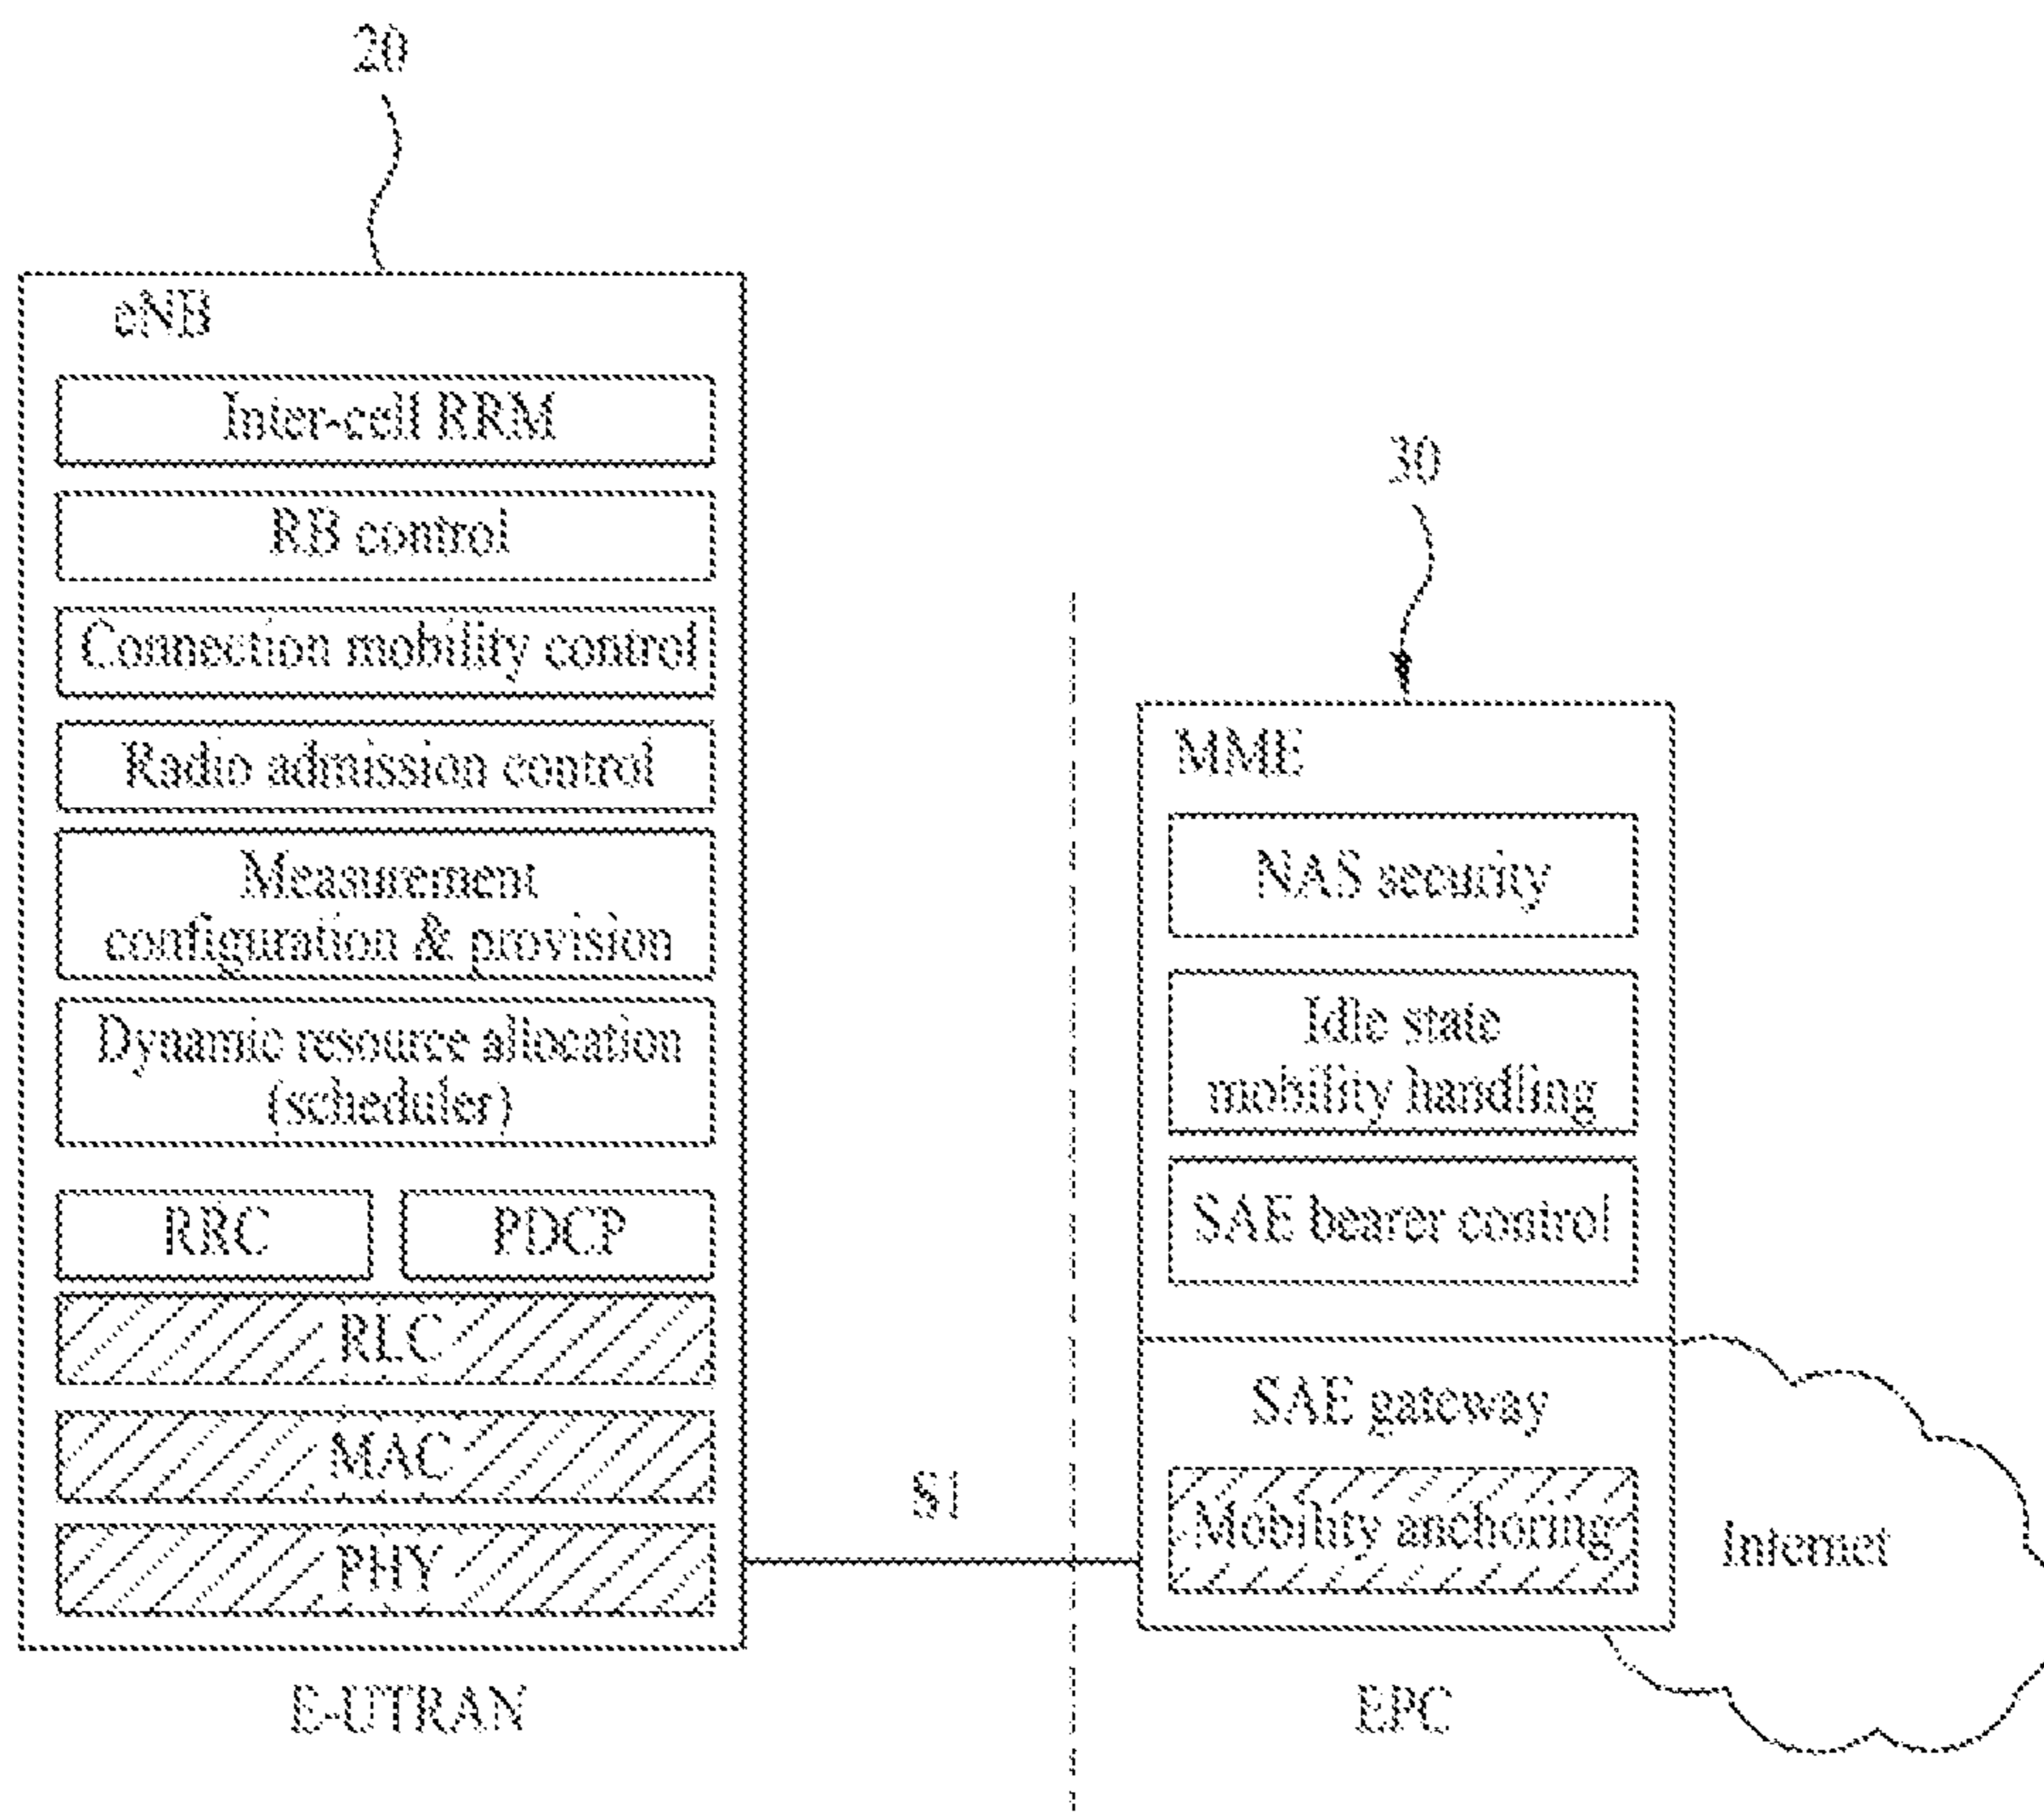 20
eNB
Inter-cell RRM
RB control
Connection mobility control
Radio admission control
Measurement
configuration & provision
Dynamic resource allocation
(scheduler)
RRC
PDCP
RLC
MAC
PHY
E-UTRAN
S1
30
MME
NAS security
Idle state
mobility handling
SAE bearer control
SAE gateway
Mobility anchoring
EPC
Internet